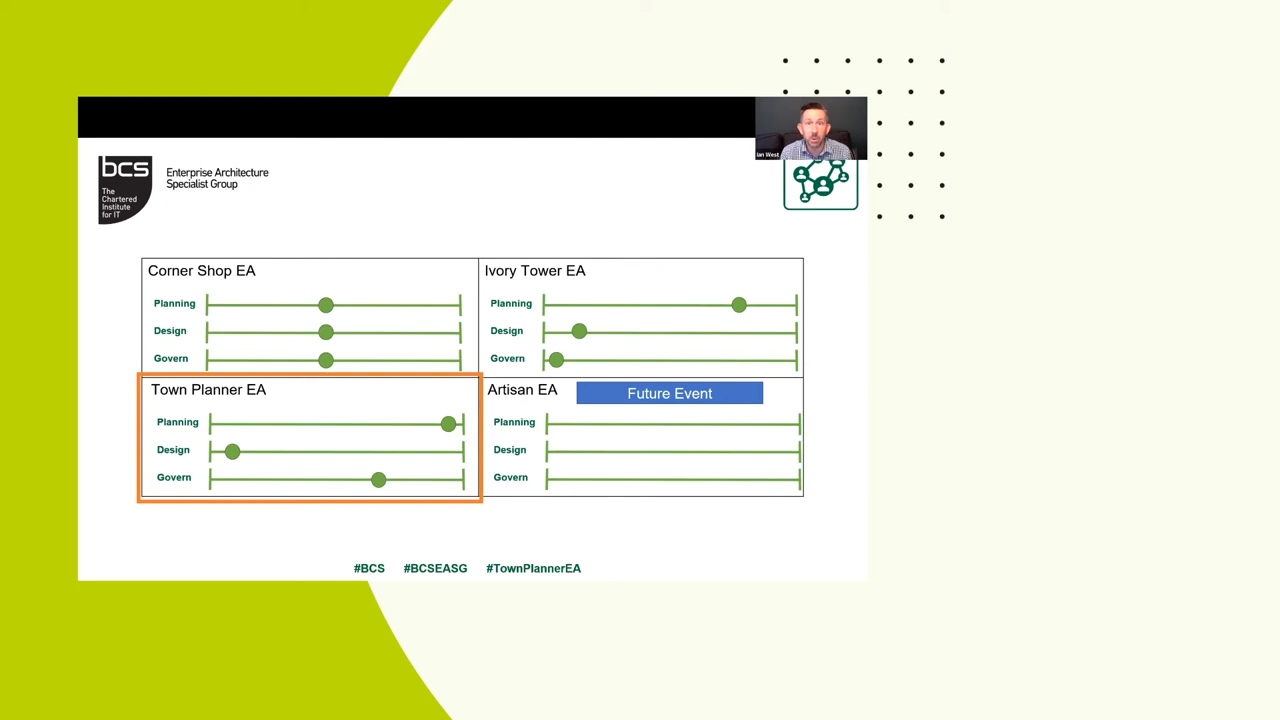 bcs
The
Chartered
Institute
for IT
Enterprise Architecture
Specialist Group
Ian West
Corner Shop EA
Planning
Design
Govern
Ivory Tower EA
Planning
Design
Govern
Town Planner EA
Planning
Design
Govern
Artisan EA
Future Event
Planning
Design
Govern
#BCS #BCSEASG #TownPlannerEA